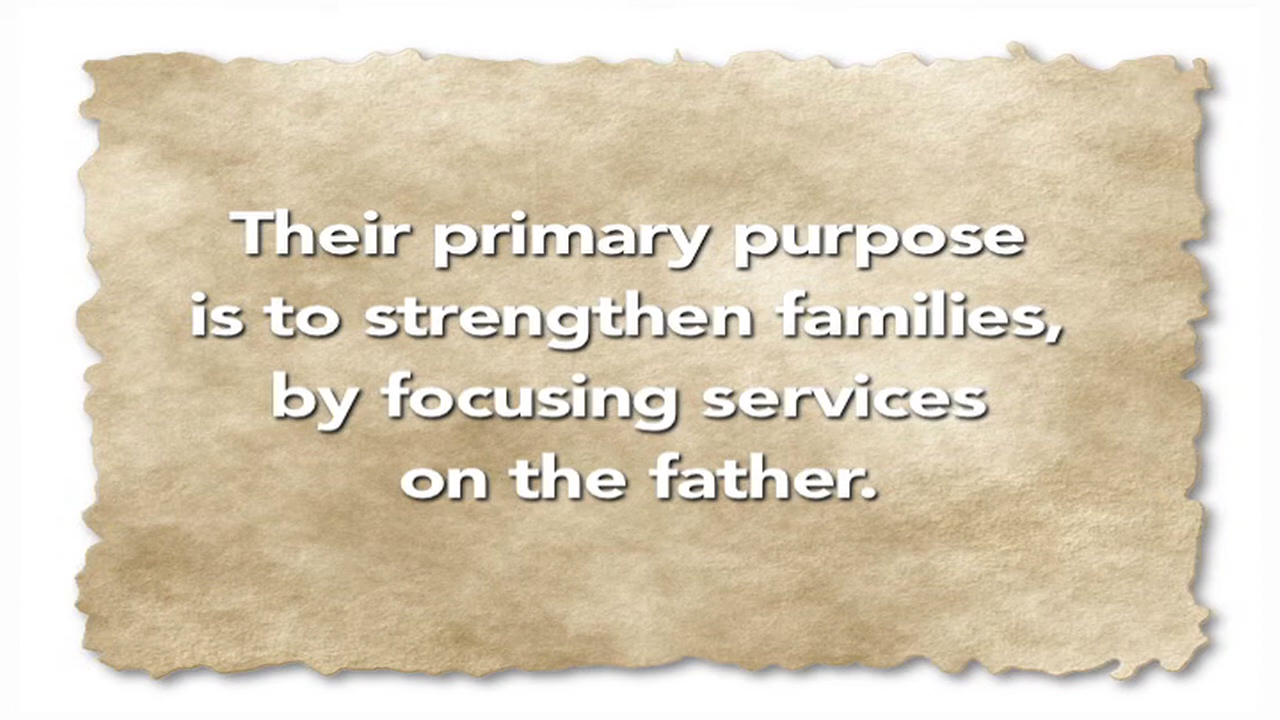 Their primary purpose
is to strengthen families,
by focusing services
on the father.